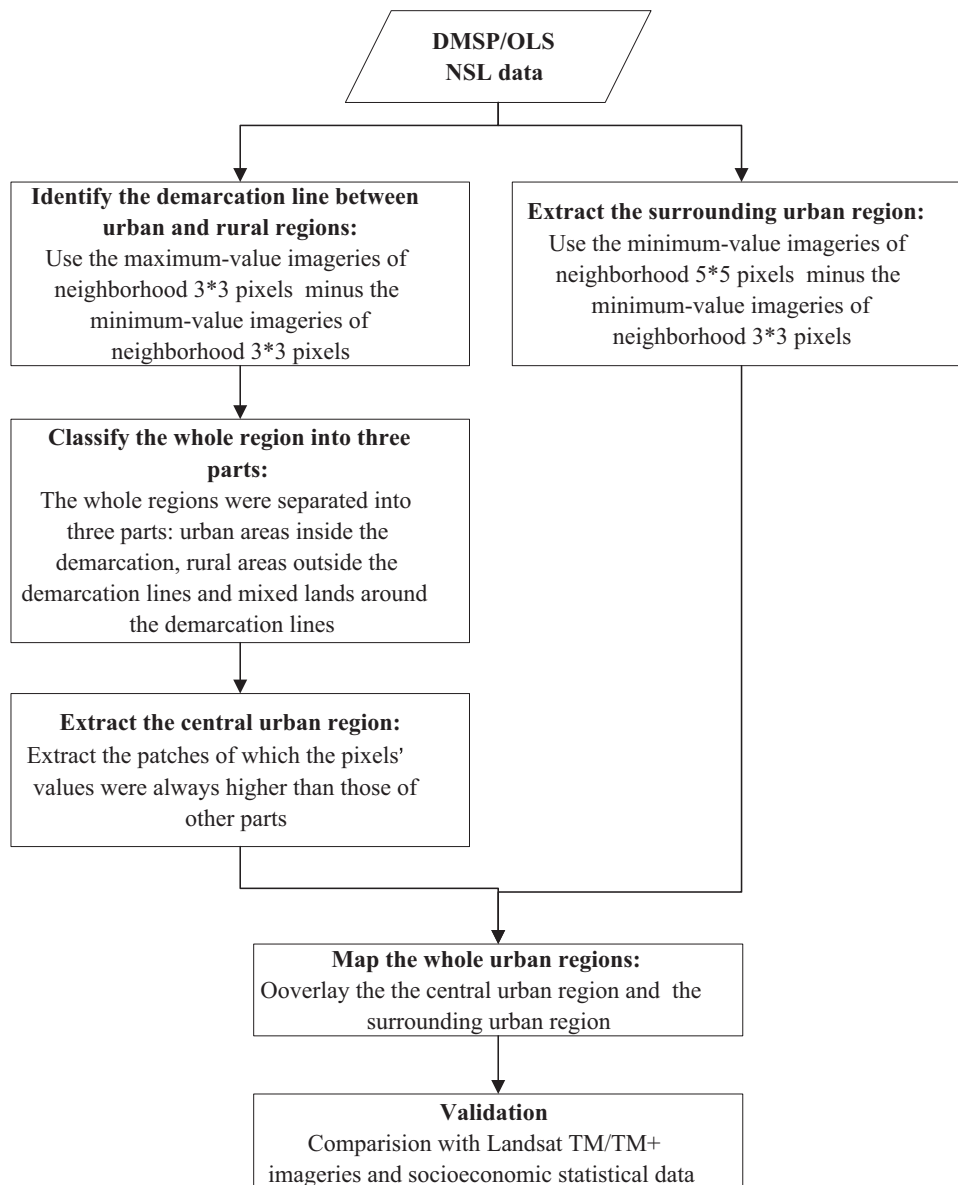 DMSP/OLS
NSL data
Identify the demarcation line between
urban and rural regions:
Use the maximum-value imageries of
neighborhood 3*3 pixels minus the
minimum-value imageries of
neighborhood 3*3 pixels
Extract the surrounding urban region:
Use the minimum-value imageries of
neighborhood 5*5 pixels minus the
minimum-value imageries of
neighborhood 3*3 pixels
Classify the whole region into three
parts:
The whole regions were separated into
three parts: urban areas inside the
demarcation, rural areas outside the
demarcation lines and mixed lands around
the demarcation lines
Extract the central urban region:
Extract the patches of which the pixels'
values were always higher than those of
other parts
Map the whole urban regions:
Ooverlay the the central urban region and the
surrounding urban region
Validation
Comparision with Landsat TM/TM+
imageries and socioeconomic statistical data